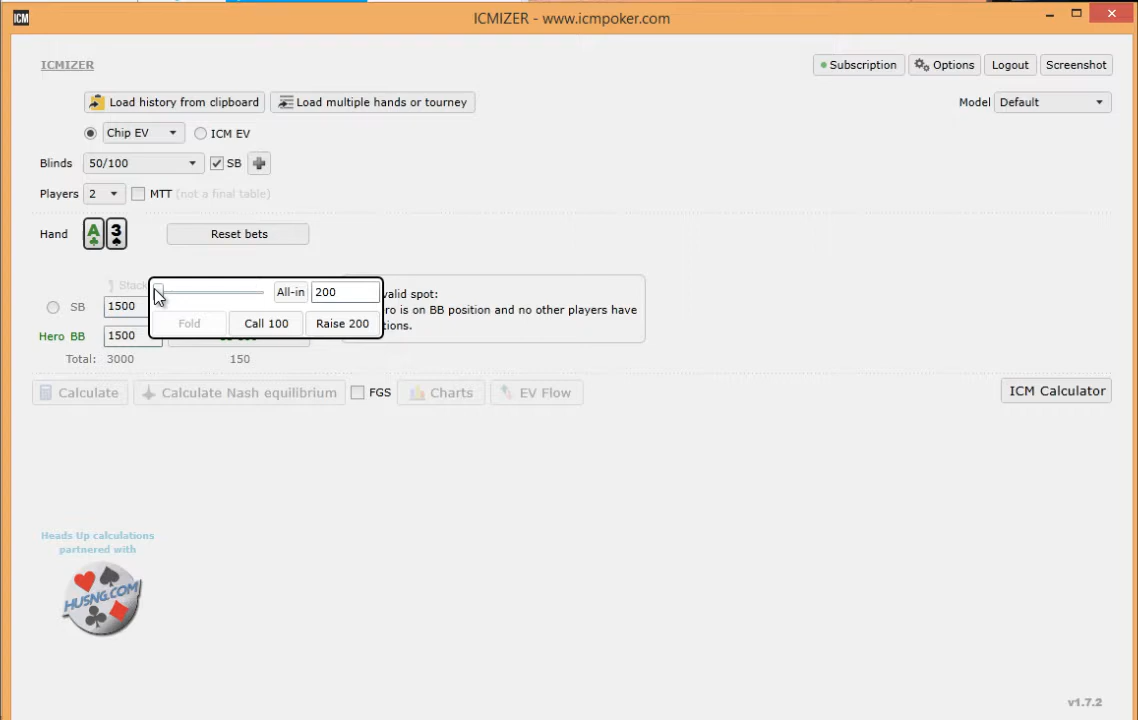 ICM ICMIZER - www.icmpoker.com
ICMIZER Subscription Options Logout Screenshot
Load history from clipboard Load multiple hands or tourney Model Default
Chip EV ICM EV
Blinds 50/100 SB
Players 2 MTT (not a final table)
Hand A 3 Reset bets
Stack
All-in 200
SB 1500
Fold Call 100 Raise 200
valid spot:
ero is on BB position and no other players have
tions.
Hero BB 1500
Total: 3000 150
Calculate Calculate Nash equilibrium FGS Charts EV Flow ICM Calculator
Heads Up calculations
partnered with
HUSNG.COM
v1.7.2